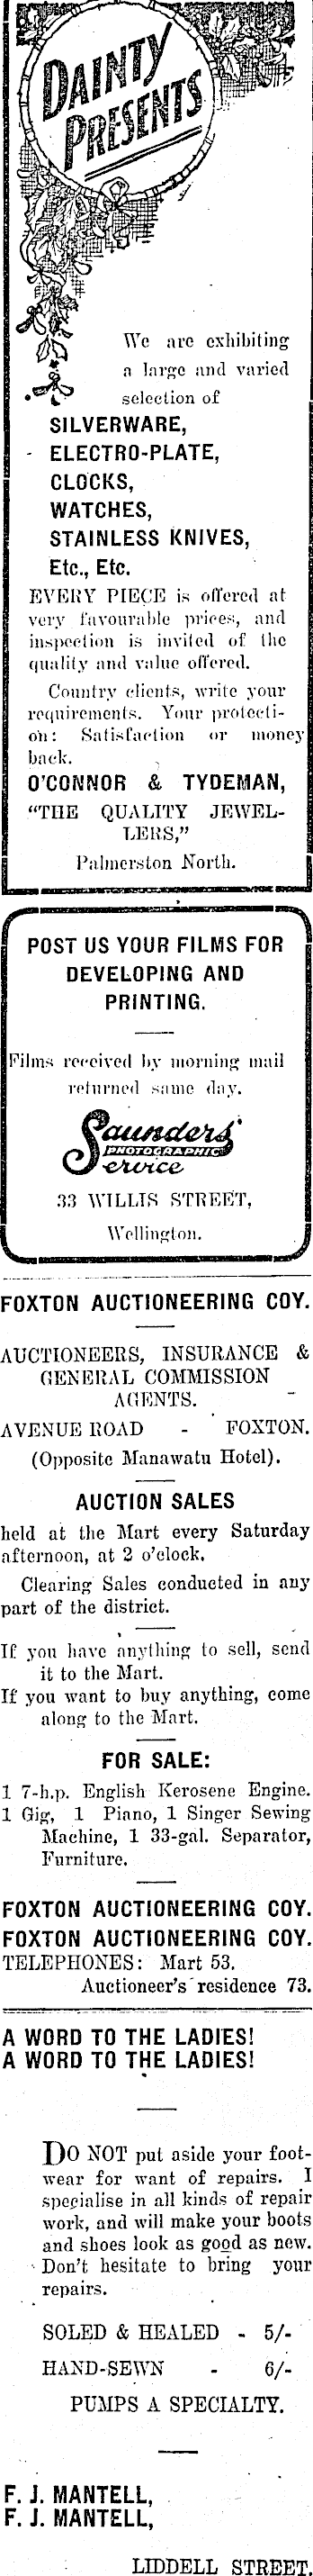 DAINTY
PRESENTS
We are exhibiting
a large and varied
selection of
SILVERWARE,
ELECTRO-PLATE,
CLOCKS,
WATCHES,
STAINLESS KNIVES,
Etc., Etc.
EVERY PIECE is offered at
very favourable prices, and
inspection is invited of the
quality and value offered.
Country clients, write your
requirements. Your protecti-
on: Satisfaction or money
back.
O'CONNOR & TYDEMAN,
"THE QUALITY JEWEL-
LERS,"
Palmerston North.
POST US YOUR FILMS FOR
DEVELOPING AND
PRINTING.
Films received by morning mail
returned same day.
Saunders'
PHOTOGRAPHIC
Service
33 WILLIS STREET,
Wellington.
FOXTON AUCTIONEERING COY.
AUCTIONEERS, INSURANCE &
GENERAL COMMISSION
AGENTS.
AVENUE ROAD - FOXTON.
(Opposite Manawatu Hotel).
AUCTION SALES
held at the Mart every Saturday
afternoon, at 2 o'clock.
Clearing Sales conducted in any
part of the district.
If you have anything to sell, send
it to the Mart.
If you want to buy anything, come
along to the Mart.
FOR SALE:
1 7-h.p. English Kerosene Engine.
1 Gig, 1 Piano, 1 Singer Sewing
Machine, 1 33-gal. Separator,
Furniture.
FOXTON AUCTIONEERING COY.
FOXTON AUCTIONEERING COY.
TELEPHONES: Mart 53.
Auctioneer's residence 73.
A WORD TO THE LADIES!
A WORD TO THE LADIES!
DO NOT put aside your foot-
wear for want of repairs. I
specialise in all kinds of repair
work, and will make your boots
and shoes look as good as new.
Don't hesitate to bring your
repairs.
SOLED & HEALED - 5/-
HAND-SEWN - 6/-
PUMPS A SPECIALTY.
F. J. MANTELL,
F. J. MANTELL,
LIDDELL STREET.